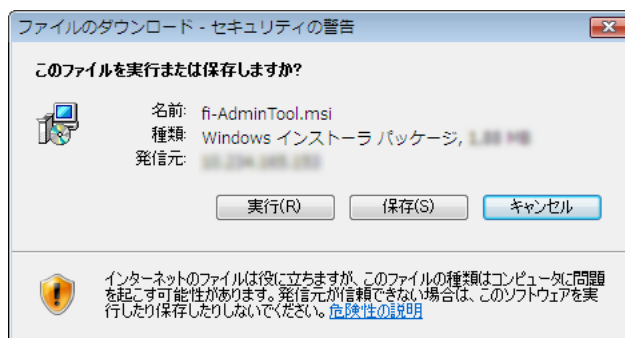 ファイルのダウンロード - セキュリティの警告
このファイルを実行または保存しますか?
名前: fi-AdminTool.msi
種類: Windows インストーラ パッケージ,
発信元:
実行(R) 保存(S) キャンセル
インターネットのファイルは役に立ちますが、このファイルの種類はコンピュータに問題
を起こす可能性があります。発信元が信頼できない場合は、このソフトウェアを実
行したり保存したりしないでください。危険性の説明